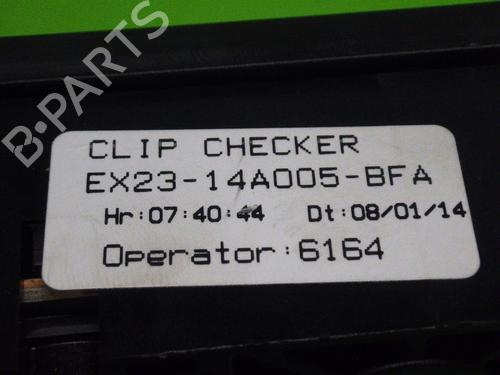 B-PARTS
CLIP CHECKER
EX23-14A005-BFA
Hr:07:40:44 Dt:08/01/14
Operator:6164